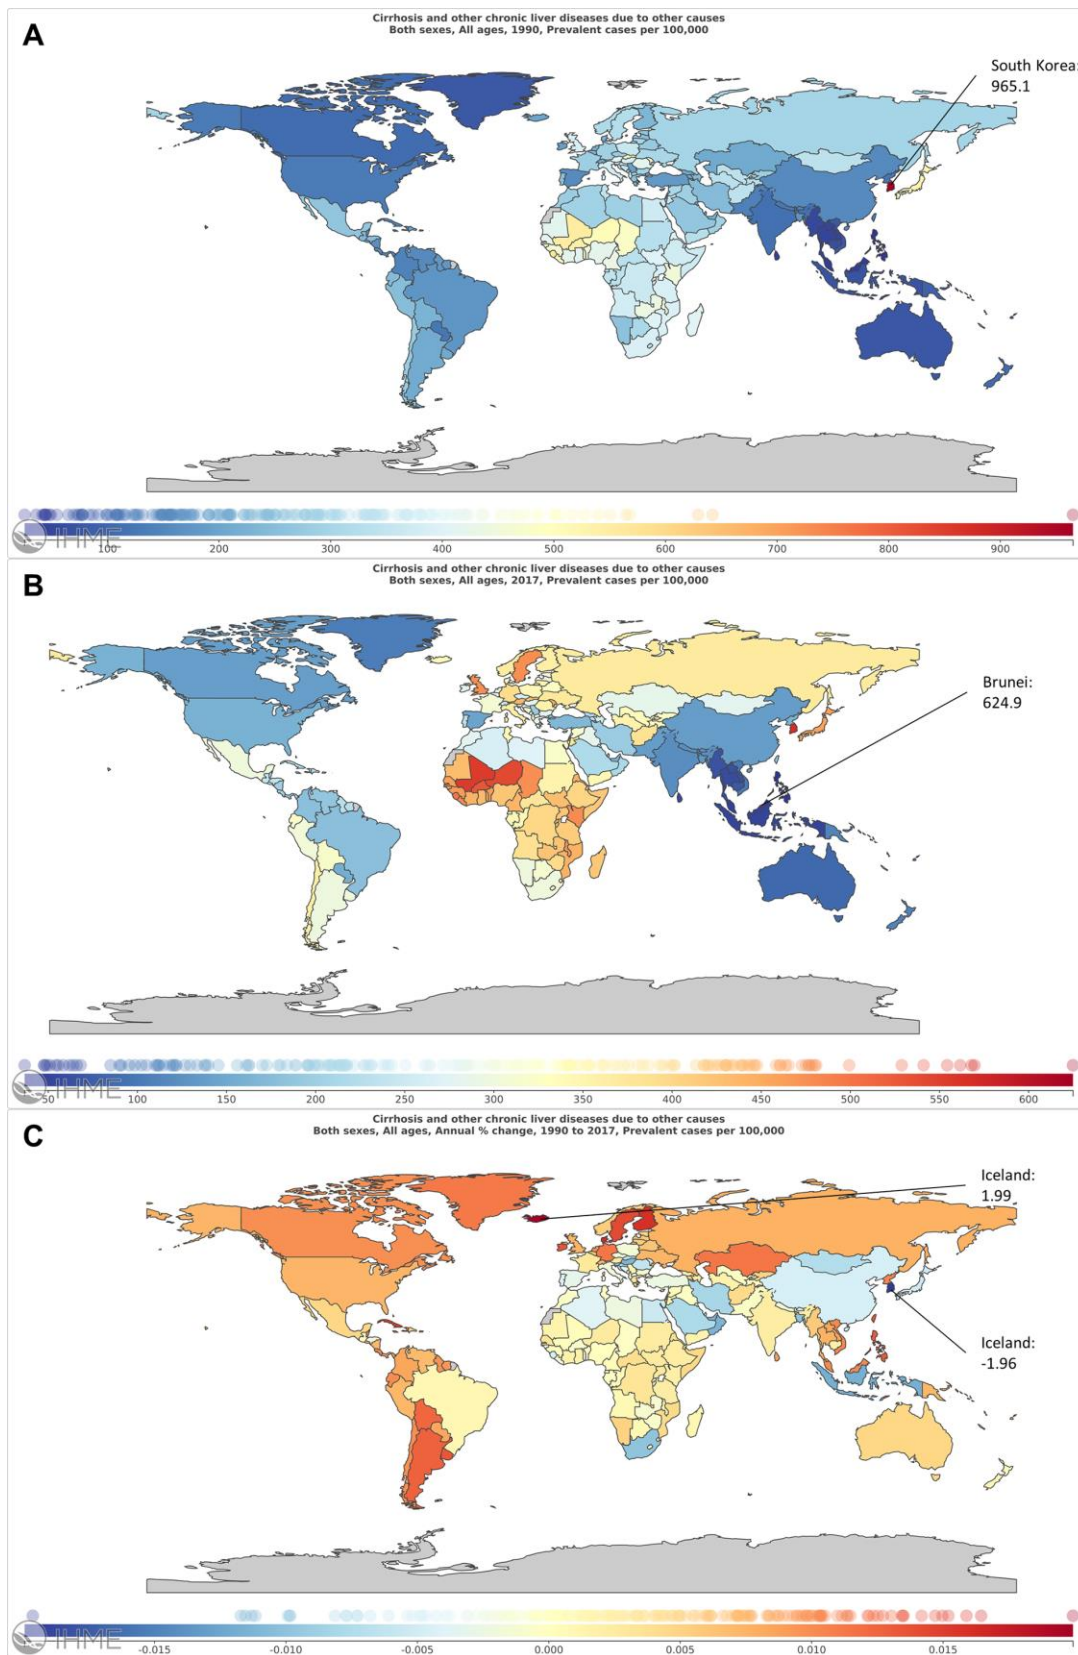 A
Cirrhosis and other chronic liver diseases due to other causes
Both sexes, All ages, 1990, Prevalent cases per 100,000
South Korea:
965.1
IHME
100 200 300 400 500 600 700 800 900
B
Cirrhosis and other chronic liver diseases due to other causes
Both sexes, All ages, 2017, Prevalent cases per 100,000
Brunei:
624.9
IHME
50 100 150 200 250 300 350 400 450 500 550 600
C
Cirrhosis and other chronic liver diseases due to other causes
Both sexes, All ages, Annual % change, 1990 to 2017, Prevalent cases per 100,000
Iceland:
1.99
Iceland:
-1.96
IHME
-0.015 -0.010 -0.005 0.000 0.005 0.010 0.015